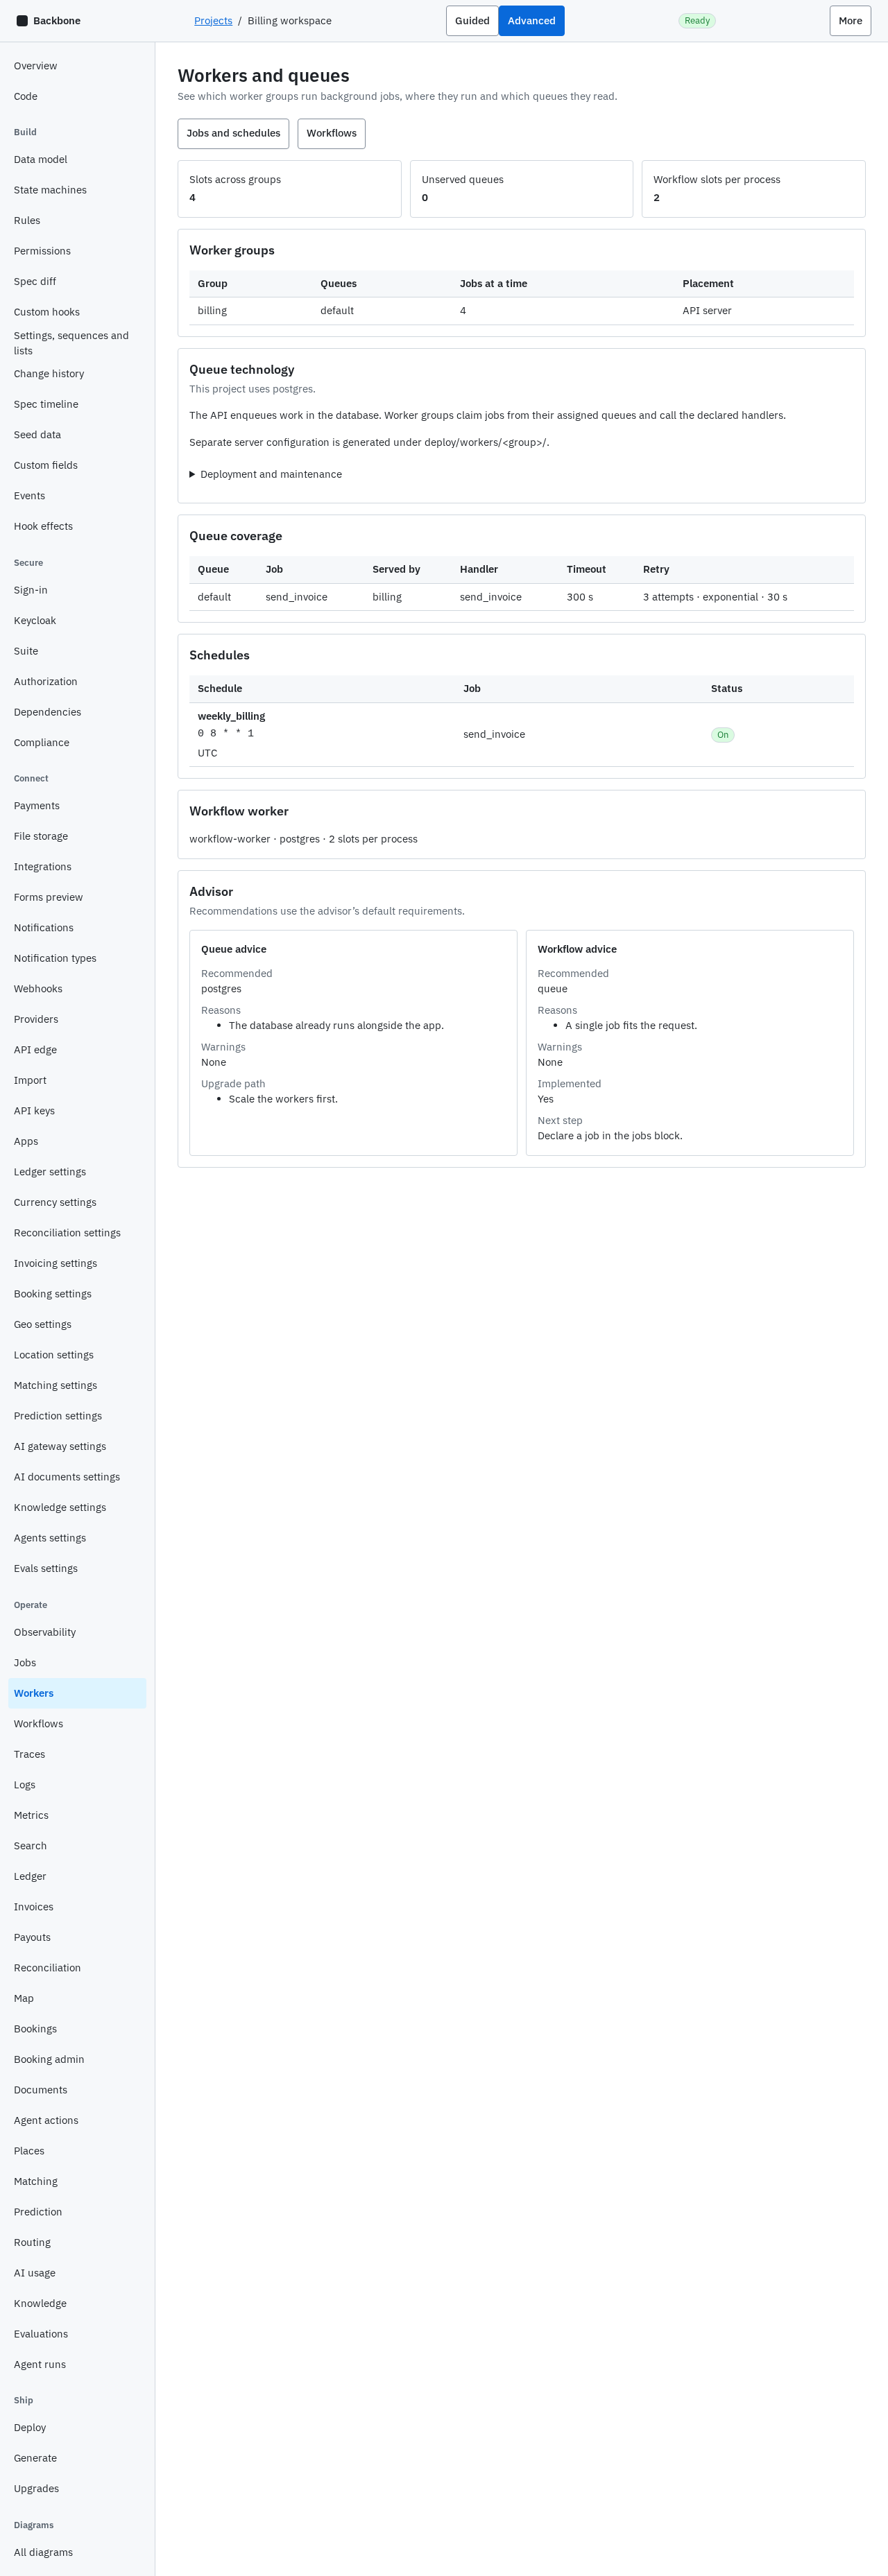 Backbone
Projects / Billing workspace
Guided
Advanced
Ready
More
Overview
Code
Build
Data model
State machines
Rules
Permissions
Spec diff
Custom hooks
Settings, sequences and
lists
Change history
Spec timeline
Seed data
Custom fields
Events
Hook effects
Secure
Sign-in
Keycloak
Suite
Authorization
Dependencies
Compliance
Connect
Payments
File storage
Integrations
Forms preview
Notifications
Notification types
Webhooks
Providers
API edge
Import
API keys
Apps
Ledger settings
Currency settings
Reconciliation settings
Invoicing settings
Booking settings
Geo settings
Location settings
Matching settings
Prediction settings
AI gateway settings
AI documents settings
Knowledge settings
Agents settings
Evals settings
Operate
Observability
Jobs
Workers
Workflows
Traces
Logs
Metrics
Search
Ledger
Invoices
Payouts
Reconciliation
Map
Bookings
Booking admin
Documents
Agent actions
Places
Matching
Prediction
Routing
AI usage
Knowledge
Evaluations
Agent runs
Ship
Deploy
Generate
Upgrades
Diagrams
All diagrams
Workers and queues
See which worker groups run background jobs, where they run and which queues they read.
Jobs and schedules
Workflows
Slots across groups
4
Unserved queues
0
Workflow slots per process
2
Worker groups
Group Queues Jobs at a time Placement
billing default 4 API server
Queue technology
This project uses postgres.
The API enqueues work in the database. Worker groups claim jobs from their assigned queues and call the declared handlers.
Separate server configuration is generated under deploy/workers/<group>/.
Deployment and maintenance
Queue coverage
Queue Job Served by Handler Timeout Retry
default send_invoice billing send_invoice 300 s 3 attempts · exponential · 30 s
Schedules
Schedule Job Status
weekly_billing
0 8 * * 1
UTC
send_invoice
On
Workflow worker
workflow-worker · postgres · 2 slots per process
Advisor
Recommendations use the advisor’s default requirements.
Queue advice
Recommended
postgres
Reasons
• The database already runs alongside the app.
Warnings
None
Upgrade path
• Scale the workers first.
Workflow advice
Recommended
queue
Reasons
• A single job fits the request.
Warnings
None
Implemented
Yes
Next step
Declare a job in the jobs block.